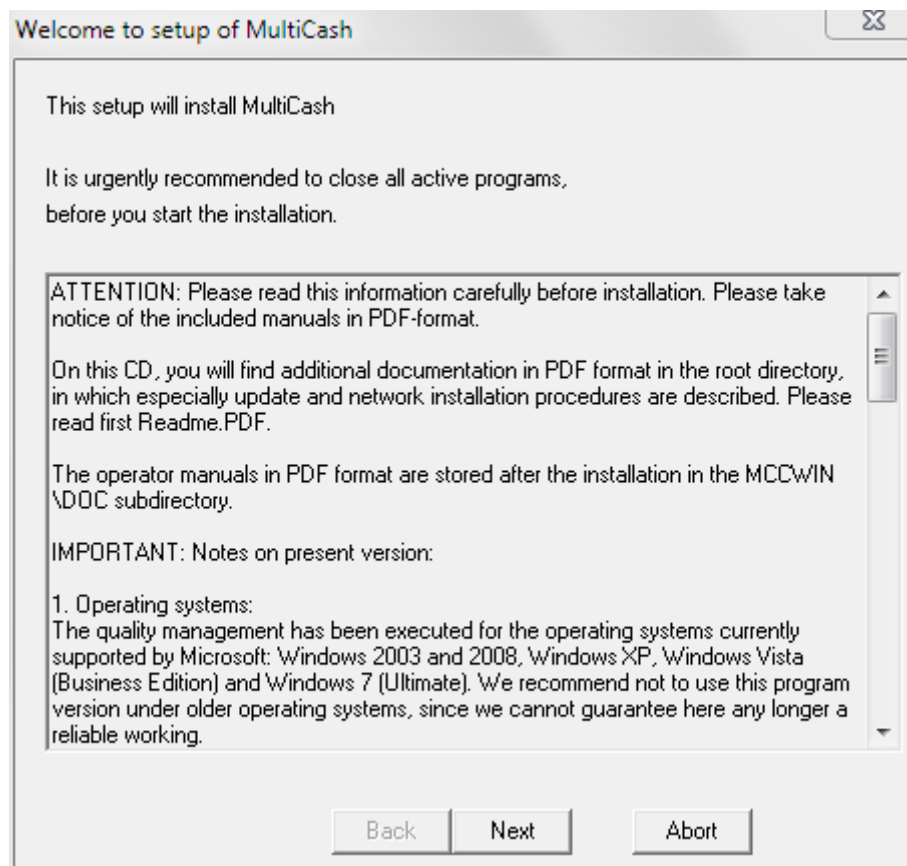 Welcome to setup of MultiCash
This setup will install MultiCash
It is urgently recommended to close all active programs,
before you start the installation.
ATTENTION: Please read this information carefully before installation. Please take
notice of the included manuals in PDF-format.
On this CD, you will find additional documentation in PDF format in the root directory,
in which especially update and network installation procedures are described. Please
read first Readme.PDF.
The operator manuals in PDF format are stored after the installation in the MCCWIN
\DOC subdirectory.
IMPORTANT: Notes on present version:
1. Operating systems:
The quality management has been executed for the operating systems currently
supported by Microsoft: Windows 2003 and 2008, Windows XP, Windows Vista
(Business Edition) and Windows 7 (Ultimate). We recommend not to use this program
version under older operating systems, since we cannot guarantee here any longer a
reliable working.
Back Next Abort